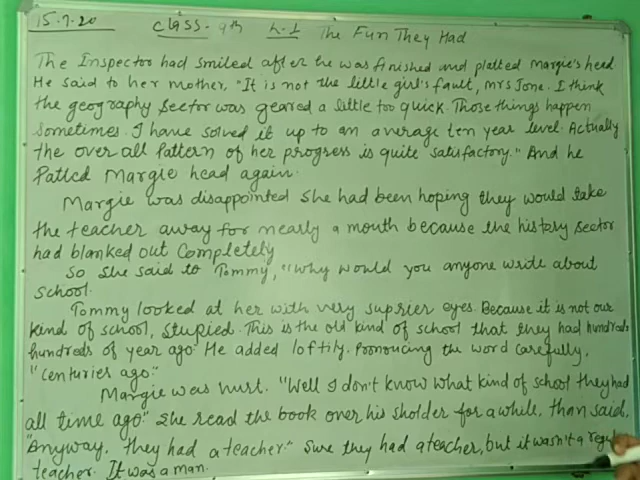 15.7.20 CLASS-9th L-1 The Fun They Had
The Inspector had smiled after he was finished and patted Margie's head
He said to her mother, "It is not the little girl's fault, Mrs Jone. I think
the geography sector was geared a little too quick. Those things happen
Sometimes. I have solved it up to an average ten year level. Actually
the over all pattern of her progress is quite satisfactory." And he
Patted Margie head again.
Margie was disappointed She had been hoping they would take
the teacher away for nearly a mouth because the history sector
had blanked out completely
So She said to Tommy, "Why would you anyone write about
School.
Tommy looked at her with very suprier eyes. Because it is not our
kind of school, stupied. This is the old kind of school that they had hundreds
hundreds of year ago. He added loftily. Pronoucing the word carefully,
"Centuries ago."
Margie was hurt. "Well I don't know what kind of school they had
all time ago." She read the book over his sholder for a while, than said,
"Anyway, they had a teacher." Sure they had a teacher, but it wasn't a
teacher. It was a man.